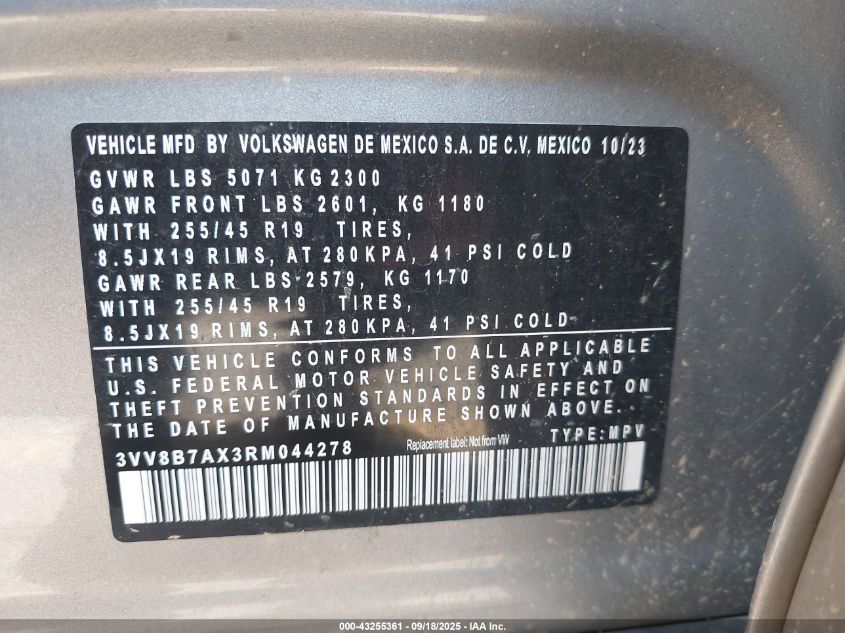 VEHICLE MFD BY VOLKSWAGEN DE MEXICO S.A. DE C.V. MEXICO 10/23
GVWR LBS 5071 KG 2300
GAWR FRONT LBS 2601, KG 1180
WITH 255/45 R19 TIRES,
8.5JX19 RIMS, AT 280KPA, 41 PSI COLD
GAWR REAR LBS 2579, KG 1170
WITH 255/45 R19 TIRES,
8.5JX19 RIMS, AT 280KPA, 41 PSI COLD
THIS VEHICLE CONFORMS TO ALL APPLICABLE
U.S. FEDERAL MOTOR VEHICLE SAFETY AND
THEFT PREVENTION STANDARDS IN EFFECT ON
THE DATE OF MANUFACTURE SHOWN ABOVE.
3VV8B7AX3RM044278 Replacement label: Not from VW TYPE: MPV
000-43255361 - 09/18/2025 - IAA Inc.